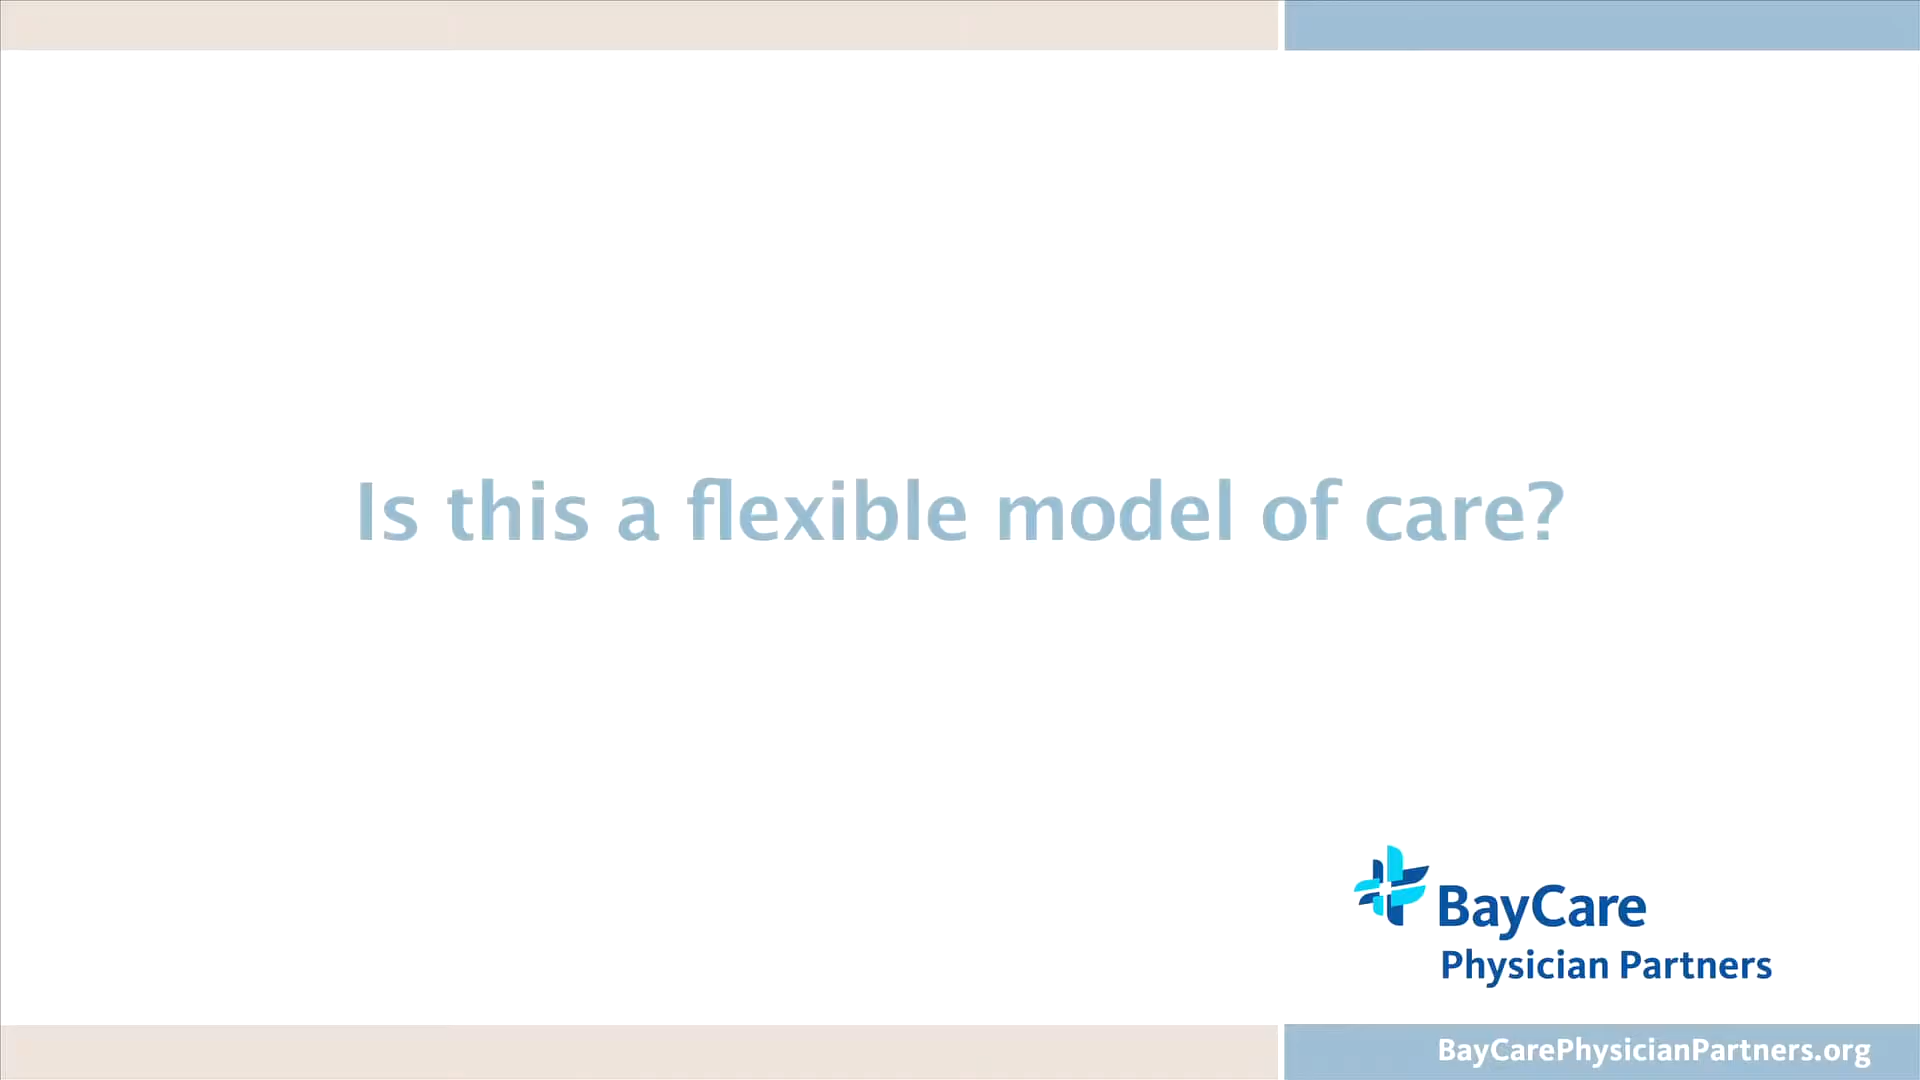 Is this a flexible model of care?
BayCare
Physician Partners
BayCarePhysicianPartners.org